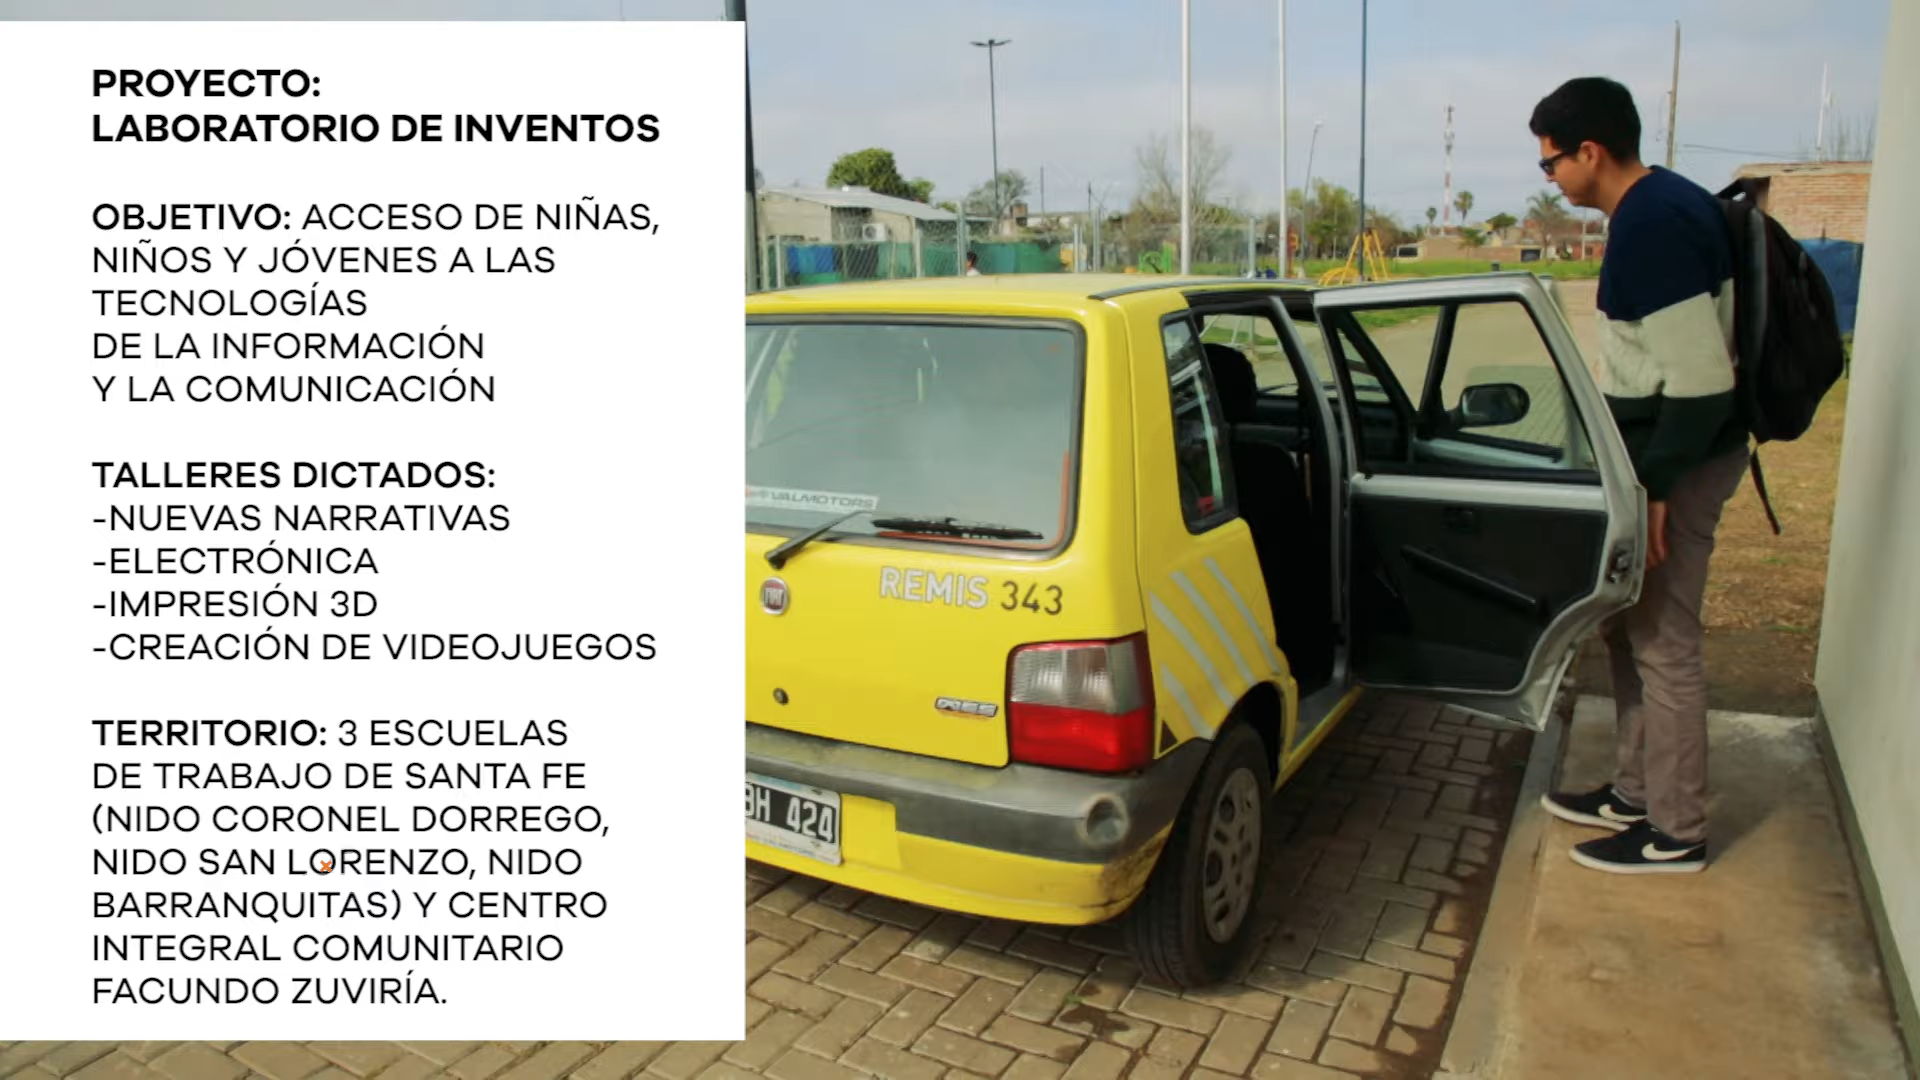 PROYECTO:
LABORATORIO DE INVENTOS
OBJETIVO: ACCESO DE NIÑAS,
NIÑOS Y JÓVENES A LAS
TECNOLOGÍAS
DE LA INFORMACIÓN
Y LA COMUNICACIÓN
TALLERES DICTADOS:
-NUEVAS NARRATIVAS
-ELECTRÓNICA
-IMPRESIÓN 3D
-CREACIÓN DE VIDEOJUEGOS
TERRITORIO: 3 ESCUELAS
DE TRABAJO DE SANTA FE
(NIDO CORONEL DORREGO,
NIDO SAN LORENZO, NIDO
BARRANQUITAS) Y CENTRO
INTEGRAL COMUNITARIO
FACUNDO ZUVIRÍA.
VALMOTORS
FIAT
REMIS 343
BH 424